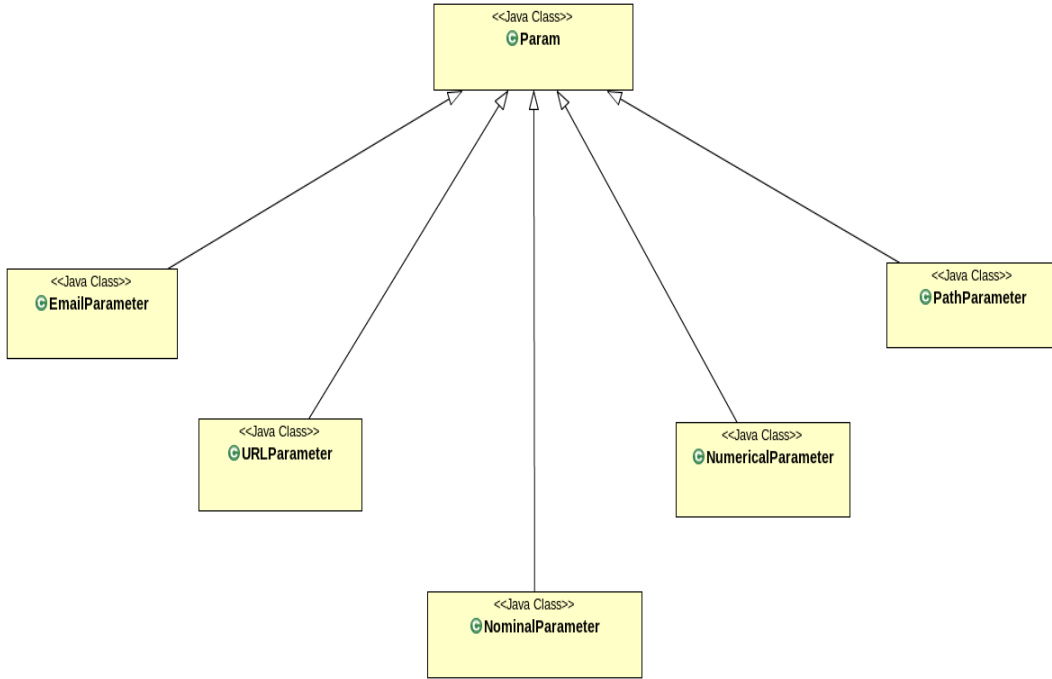 <<Java Class>>
C Param
<<Java Class>>
C EmailParameter
<<Java Class>>
C PathParameter
<<Java Class>>
C URLParameter
<<Java Class>>
C NumericalParameter
<<Java Class>>
C NominalParameter